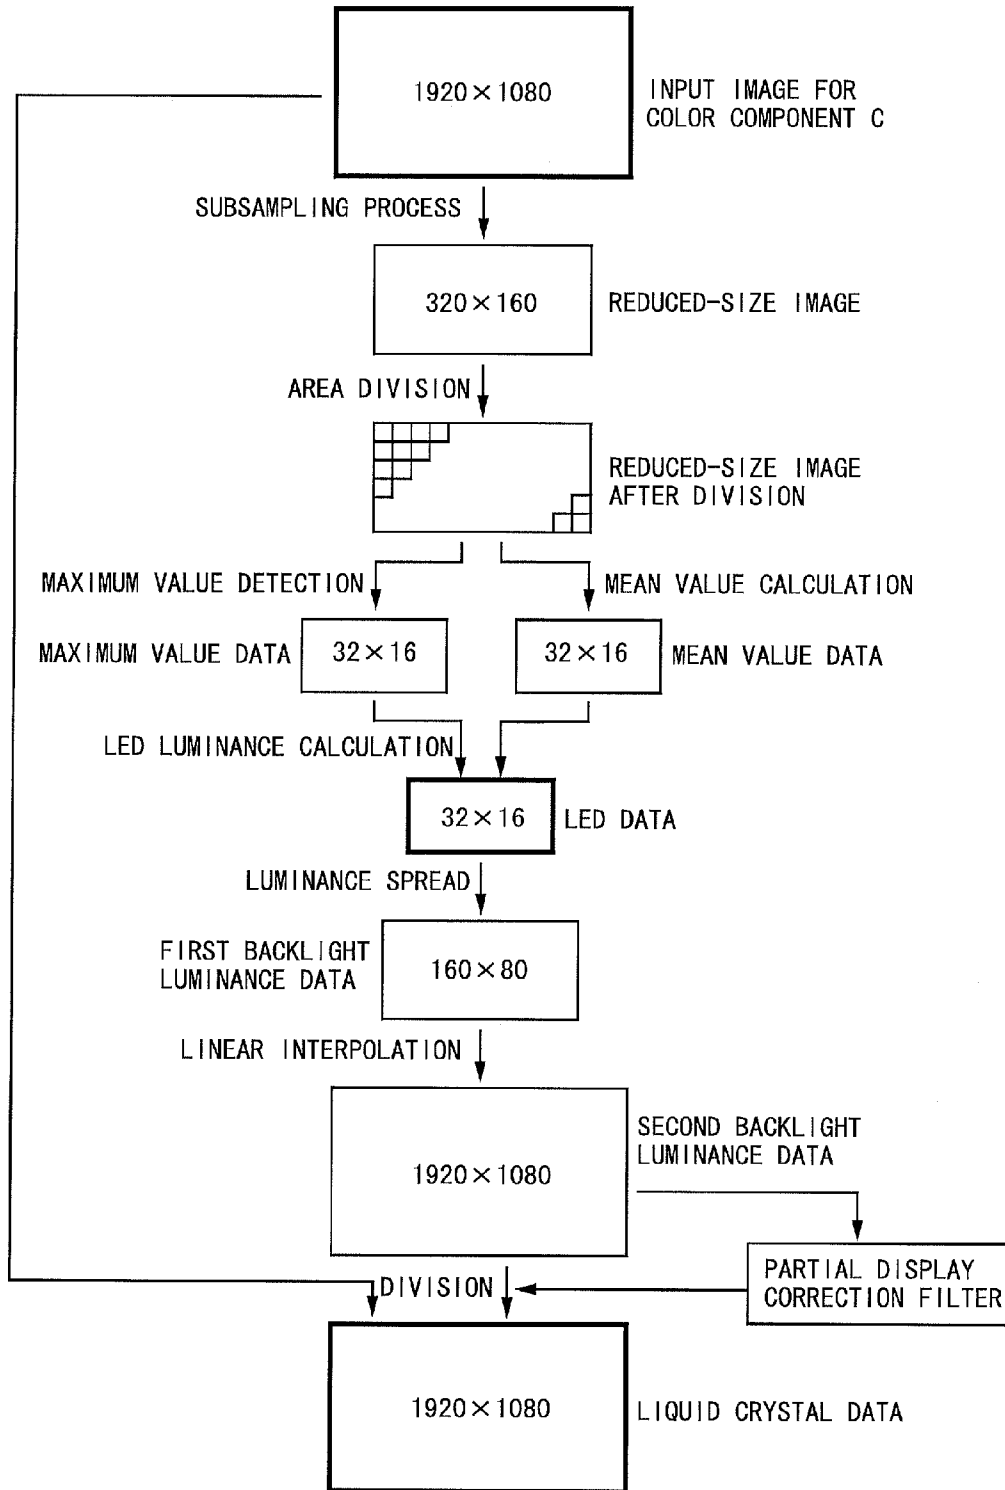 1920×1080
INPUT IMAGE FOR
COLOR COMPONENT C
SUBSAMPLING PROCESS
320×160
REDUCED-SIZE IMAGE
AREA DIVISION
REDUCED-SIZE IMAGE
AFTER DIVISION
MAXIMUM VALUE DETECTION
MEAN VALUE CALCULATION
MAXIMUM VALUE DATA
32×16
32×16
MEAN VALUE DATA
LED LUMINANCE CALCULATION
32×16
LED DATA
LUMINANCE SPREAD
FIRST BACKLIGHT
LUMINANCE DATA
160×80
LINEAR INTERPOLATION
1920×1080
SECOND BACKLIGHT
LUMINANCE DATA
PARTIAL DISPLAY
CORRECTION FILTER
DIVISION
1920×1080
LIQUID CRYSTAL DATA